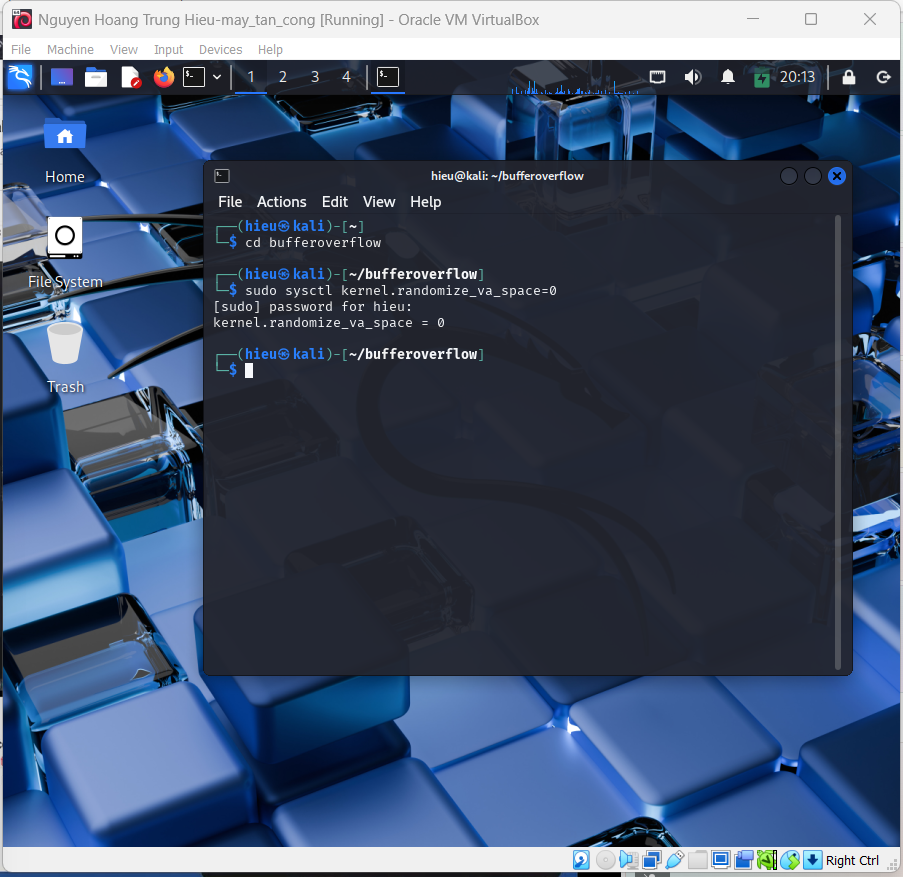 Nguyen Hoang Trung Hieu-may_tan_cong [Running] - Oracle VM VirtualBox
File Machine View Input Devices Help
1 2 3 4 20:13
Home
File System
Trash
hieu@kali: ~/bufferoverflow
File Actions Edit View Help
┌──(hieu㉿kali)-[~]
└─$ cd bufferoverflow
┌──(hieu㉿kali)-[~/bufferoverflow]
└─$ sudo sysctl kernel.randomize_va_space=0
[sudo] password for hieu:
kernel.randomize_va_space = 0
┌──(hieu㉿kali)-[~/bufferoverflow]
└─$
Right Ctrl